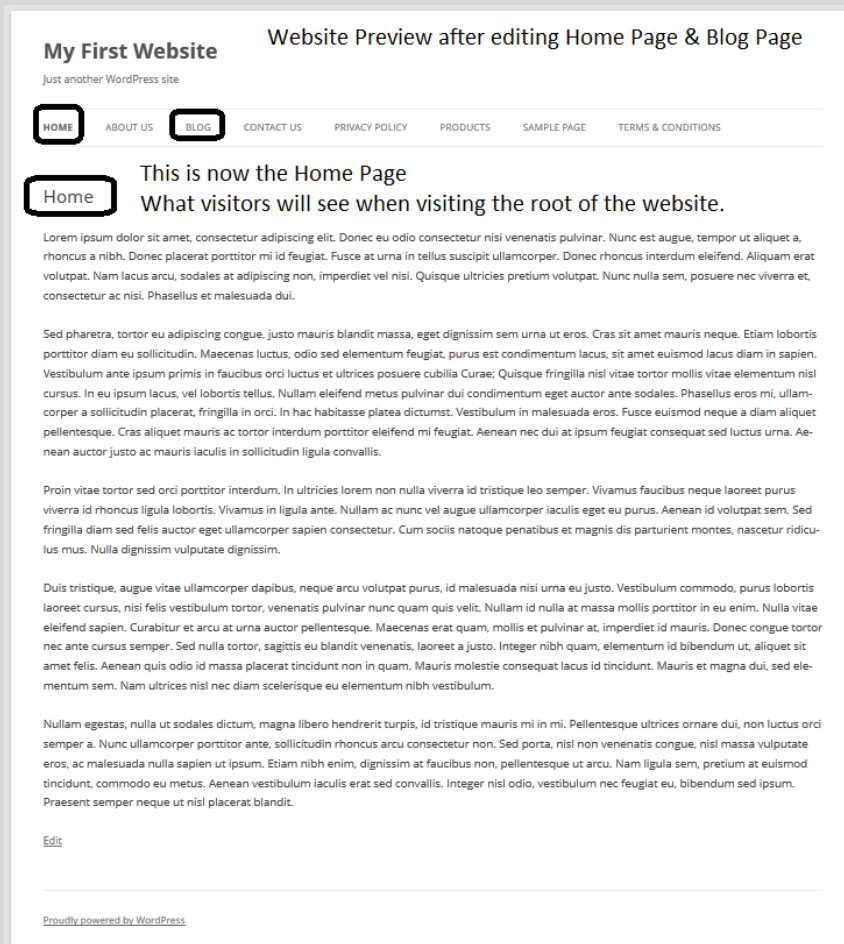 My First Website
Website Preview after editing Home Page & Blog Page
Just another WordPress site
HOME ABOUT US BLOG CONTACT US PRIVACY POLICY PRODUCTS SAMPLE PAGE TERMS & CONDITIONS
This is now the Home Page
Home
What visitors will see when visiting the root of the website.
Lorem ipsum dolor sit amet, consectetur adipiscing elit. Donec eu odio consectetur nisi venenatis pulvinar. Nunc est augue, tempor ut aliquet a,
rhoncus a nibh. Donec placerat porttitor mi id feugiat. Fusce at urna in tellus suscipit ullamcorper. Donec rhoncus interdum eleifend. Aliquam erat
volutpat. Nam lacus arcu, sodales at adipiscing non, imperdiet vel nisi. Quisque ultricies pretium volutpat. Nunc nulla sem, posuere nec viverra et,
consectetur ac nisi. Phasellus et malesuada dui.
Sed pharetra, tortor eu adipiscing congue, justo mauris blandit massa, eget dignissim sem urna ut eros. Cras sit amet mauris neque. Etiam lobortis
porttitor diam eu sollicitudin. Maecenas luctus, odio sed elementum feugiat, purus est condimentum lacus, sit amet euismod lacus diam in sapien.
Vestibulum ante ipsum primis in faucibus orci luctus et ultrices posuere cubilia Curae; Quisque fringilla nisl vitae tortor mollis vitae elementum nisl
cursus. In eu ipsum lacus, vel lobortis tellus. Nullam eleifend metus pulvinar dui condimentum eget auctor ante sodales. Phasellus eros mi, ullam-
corper a sollicitudin placerat, fringilla in orci. In hac habitasse platea dictumst. Vestibulum in malesuada eros. Fusce euismod neque a diam aliquet
pellentesque. Cras aliquet mauris ac tortor interdum porttitor eleifend mi feugiat. Aenean nec dui at ipsum feugiat consequat sed luctus urna. Ae-
nean auctor justo ac mauris iaculis in sollicitudin ligula convallis.
Proin vitae tortor sed orci porttitor interdum. In ultricies lorem non nulla viverra id tristique leo semper. Vivamus faucibus neque laoreet purus
viverra id rhoncus ligula lobortis. Vivamus in ligula ante. Nullam ac nunc vel augue ullamcorper iaculis eget eu purus. Aenean id volutpat sem. Sed
fringilla diam sed felis auctor eget ullamcorper sapien consectetur. Cum sociis natoque penatibus et magnis dis parturient montes, nascetur ridicu-
lus mus. Nulla dignissim vulputate dignissim.
Duis tristique, augue vitae ullamcorper dapibus, neque arcu volutpat purus, id malesuada nisi urna eu justo. Vestibulum commodo, purus lobortis
laoreet cursus, nisi felis vestibulum tortor, venenatis pulvinar nunc quam quis velit. Nullam id nulla at massa mollis porttitor in eu enim. Nulla vitae
eleifend sapien. Curabitur et arcu at urna auctor pellentesque. Maecenas erat quam, mollis et pulvinar at, imperdiet id mauris. Donec congue tortor
nec ante cursus semper. Sed nulla tortor, sagittis eu blandit venenatis, laoreet a justo. Integer nibh quam, elementum id bibendum ut, aliquet sit
amet felis. Aenean quis odio id massa placerat tincidunt non in quam. Mauris molestie consequat lacus id tincidunt. Mauris et magna dui, sed ele-
mentum sem. Nam ultrices nisl nec diam scelerisque eu elementum nibh vestibulum.
Nullam egestas, nulla ut sodales dictum, magna libero hendrerit turpis, id tristique mauris mi in mi. Pellentesque ultrices ornare dui, non luctus orci
semper a. Nunc ullamcorper porttitor ante, sollicitudin rhoncus arcu consectetur non. Sed porta, nisl non venenatis congue, nisl massa vulputate
eros, ac malesuada nulla sapien ut ipsum. Etiam nibh enim, dignissim at faucibus non, pellentesque ut arcu. Nam ligula sem, pretium at euismod
tincidunt, commodo eu metus. Aenean vestibulum iaculis erat sed convallis. Integer nisl odio, vestibulum nec feugiat eu, bibendum sed ipsum.
Praesent semper neque ut nisl placerat blandit.
Edit
Proudly powered by WordPress